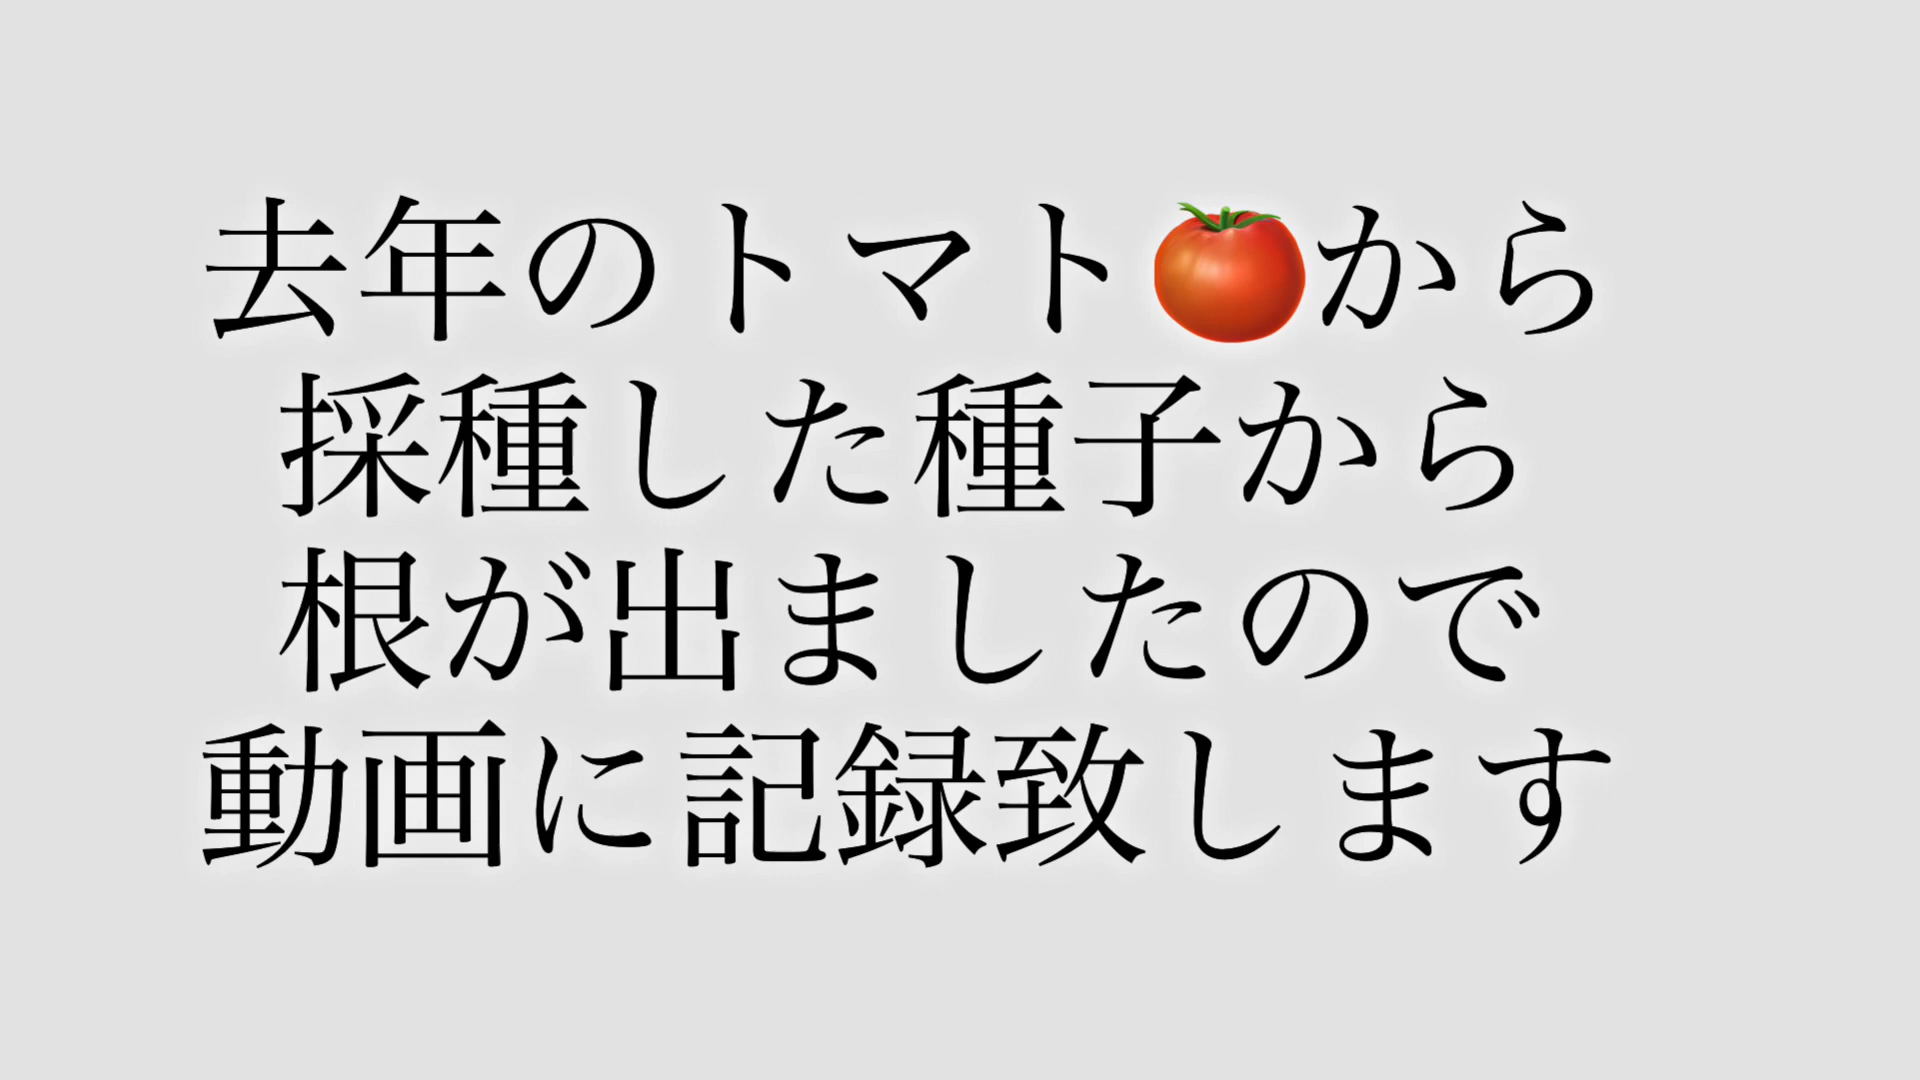 去年のトマト🍅から
採種した種子から
根が出ましたので
動画に記録致します